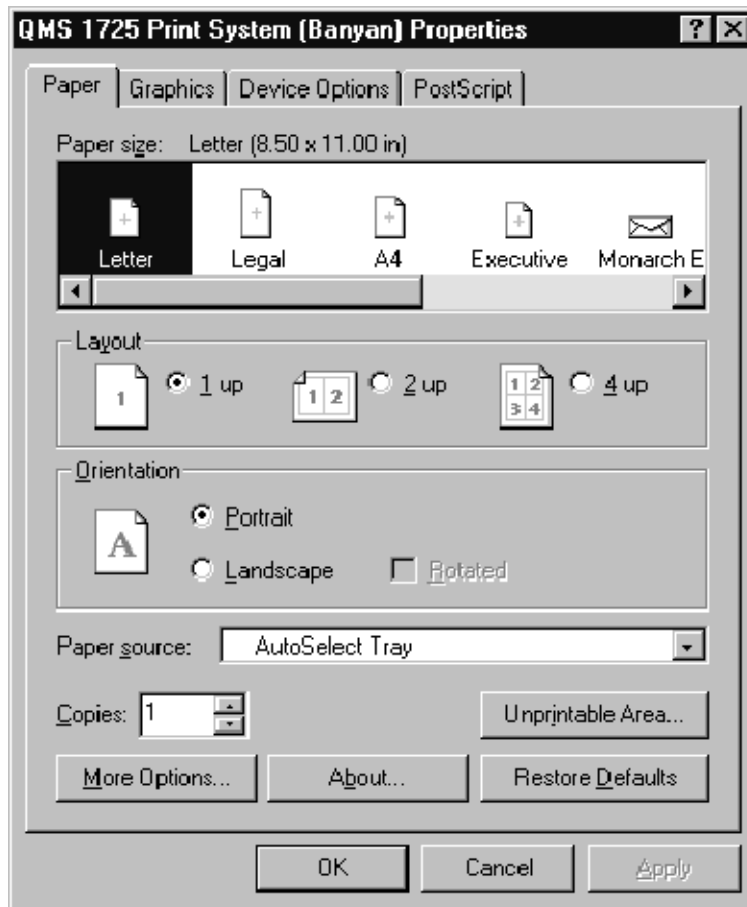 QMS 1725 Print System (Banyan) Properties ? X
Paper Graphics Device Options PostScript
Paper size: Letter (8.50 x 11.00 in)
Letter Legal A4 Executive Monarch E
Layout
1 1 up 1 2 2 up 1 2 3 4 4 up
Orientation
A Portrait
Landscape Rotated
Paper source: AutoSelect Tray
Copies: 1 Unprintable Area...
More Options... About... Restore Defaults
OK Cancel Apply